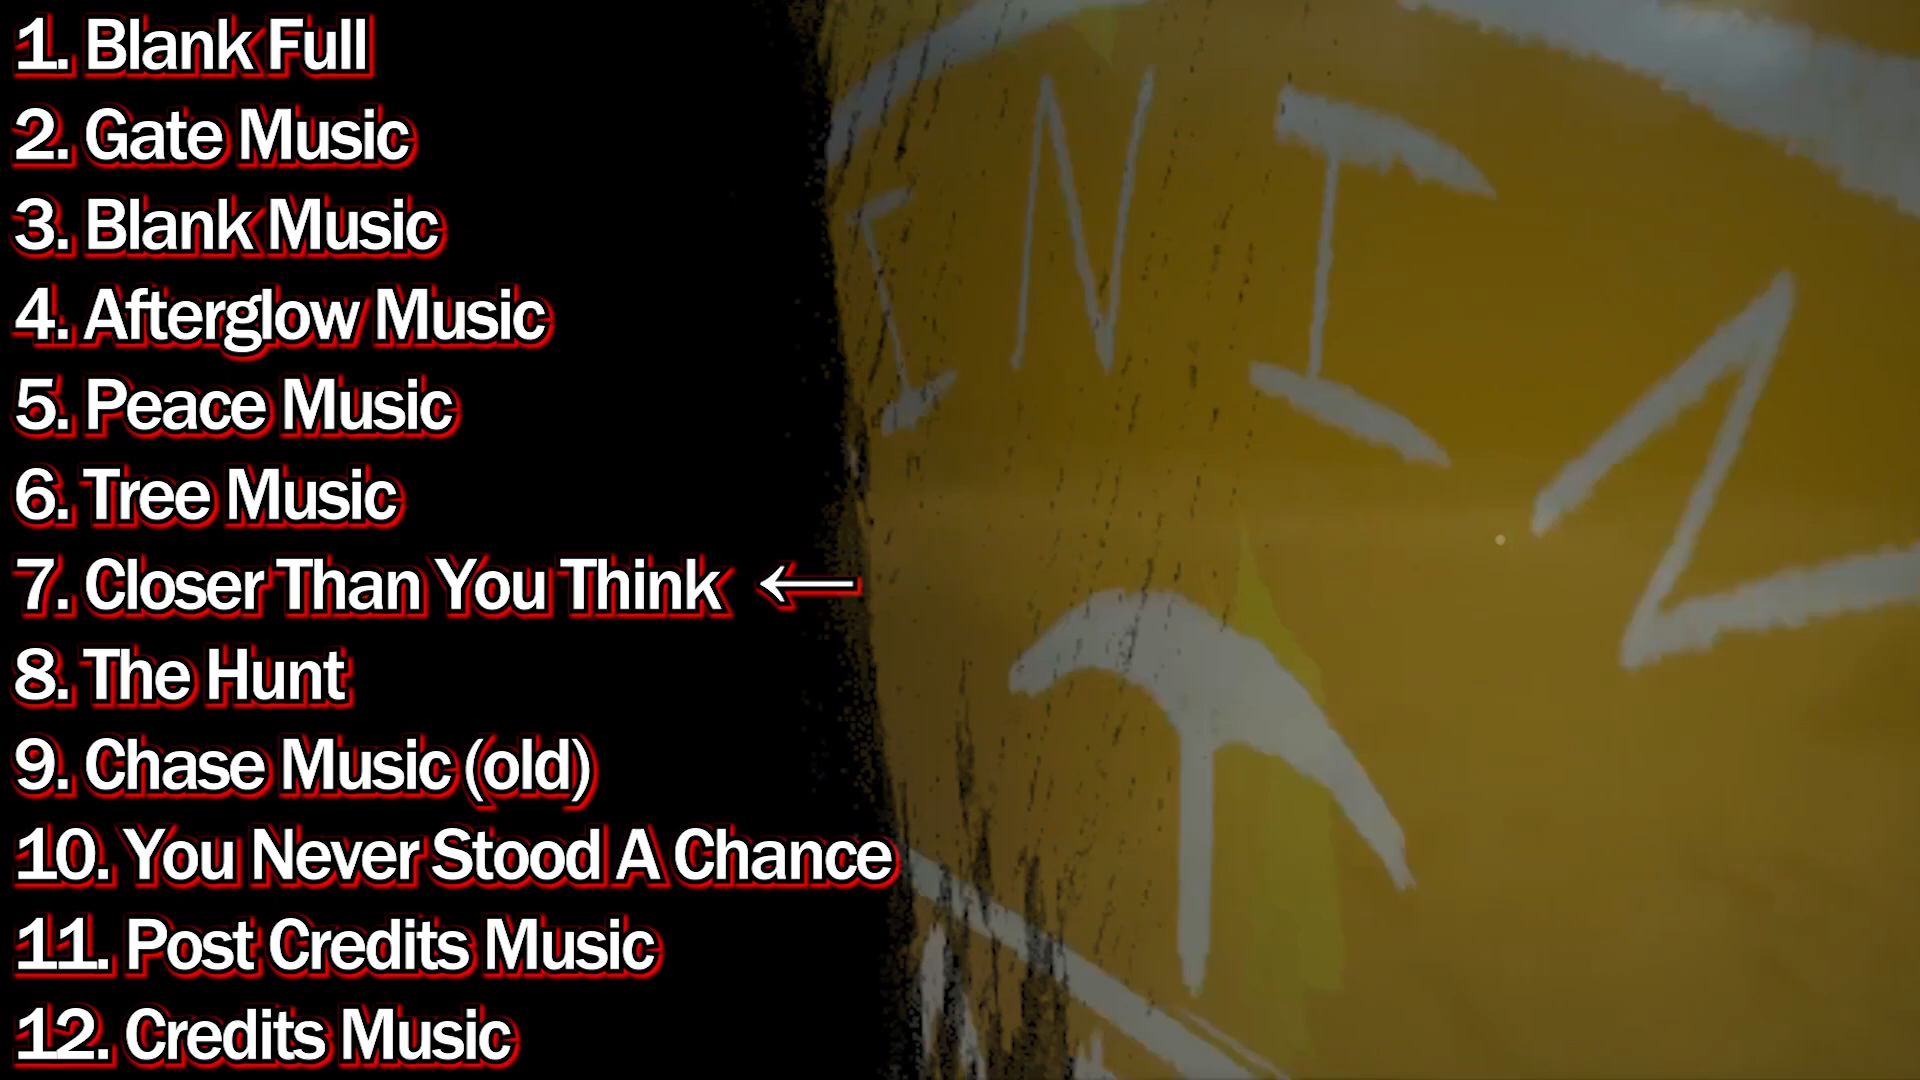 1. Blank Full
2. Gate Music
3. Blank Music
4. Afterglow Music
5. Peace Music
6. Tree Music
7. Closer Than You Think ←
8. The Hunt
9. Chase Music (old)
10. You Never Stood A Chance
11. Post Credits Music
12. Credits Music